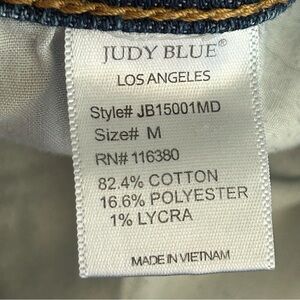 JUDY BLUE®
LOS ANGELES
Style# JB15001MD
Size# M
RN# 116380
82.4% COTTON
16.6% POLYESTER
1% LYCRA
MADE IN VIETNAM